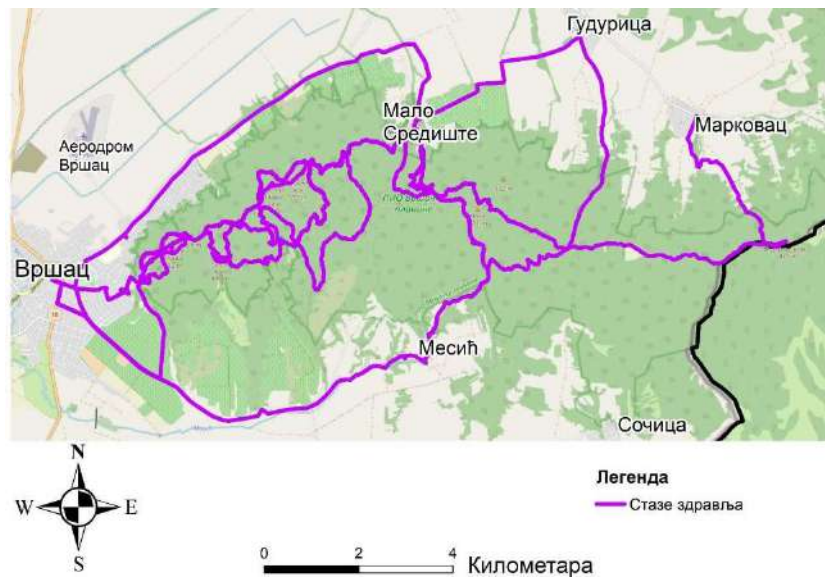 Гудурица
Мало
Средиште
Марковац
Аеродром
Вршац
Вршац
Месић
Сочица
N
W
E
S
Легенда
Стазе здравља
0
2
4
Километара